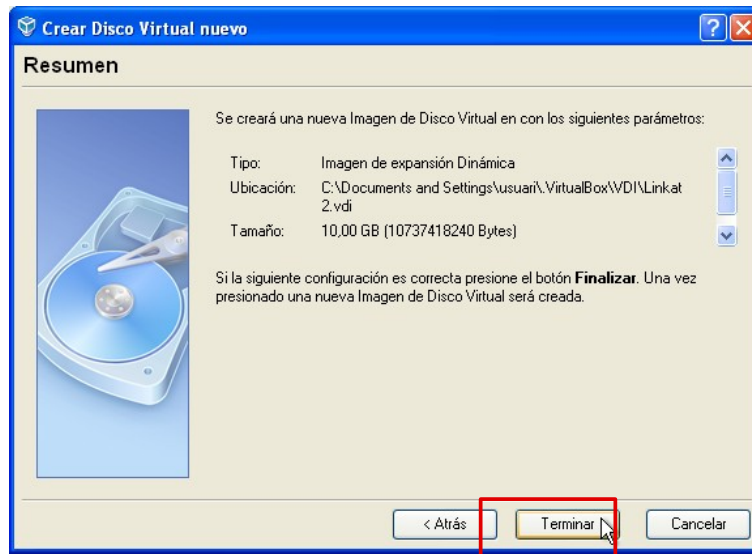 Crear Disco Virtual nuevo
Resumen
Se creará una nueva Imagen de Disco Virtual en con los siguientes parámetros:
Tipo: Imagen de expansión Dinámica
Ubicación: C:\Documents and Settings\usuari\.VirtualBox\VDI\Linkat
2.vdi
Tamaño: 10,00 GB (10737418240 Bytes)
Si la siguiente configuración es correcta presione el botón Finalizar. Una vez
presionado una nueva Imagen de Disco Virtual será creada.
< Atrás Terminar Cancelar